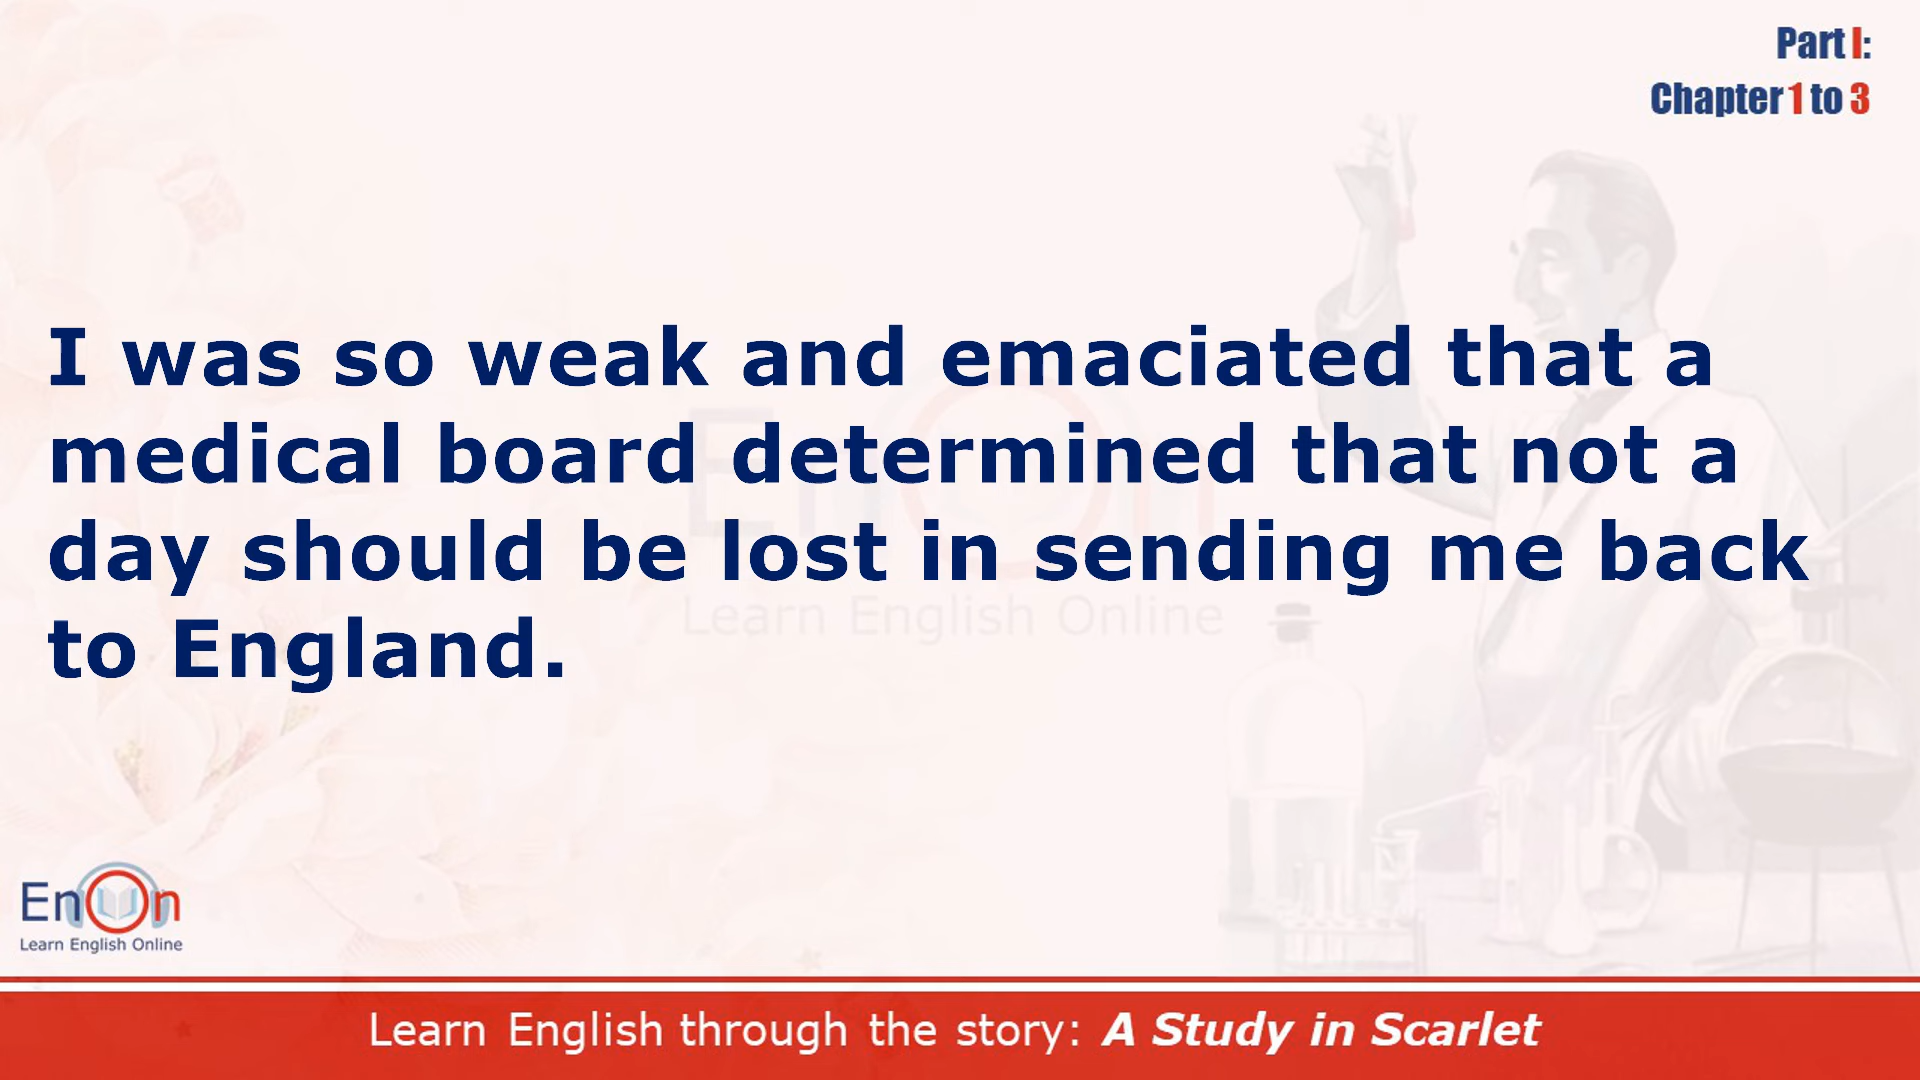 Part I:
Chapter 1 to 3
I was so weak and emaciated that a
medical board determined that not a
day should be lost in sending me back
to England.
EnOn
Learn English Online
EnOn
Learn English Online
Learn English through the story: A Study in Scarlet